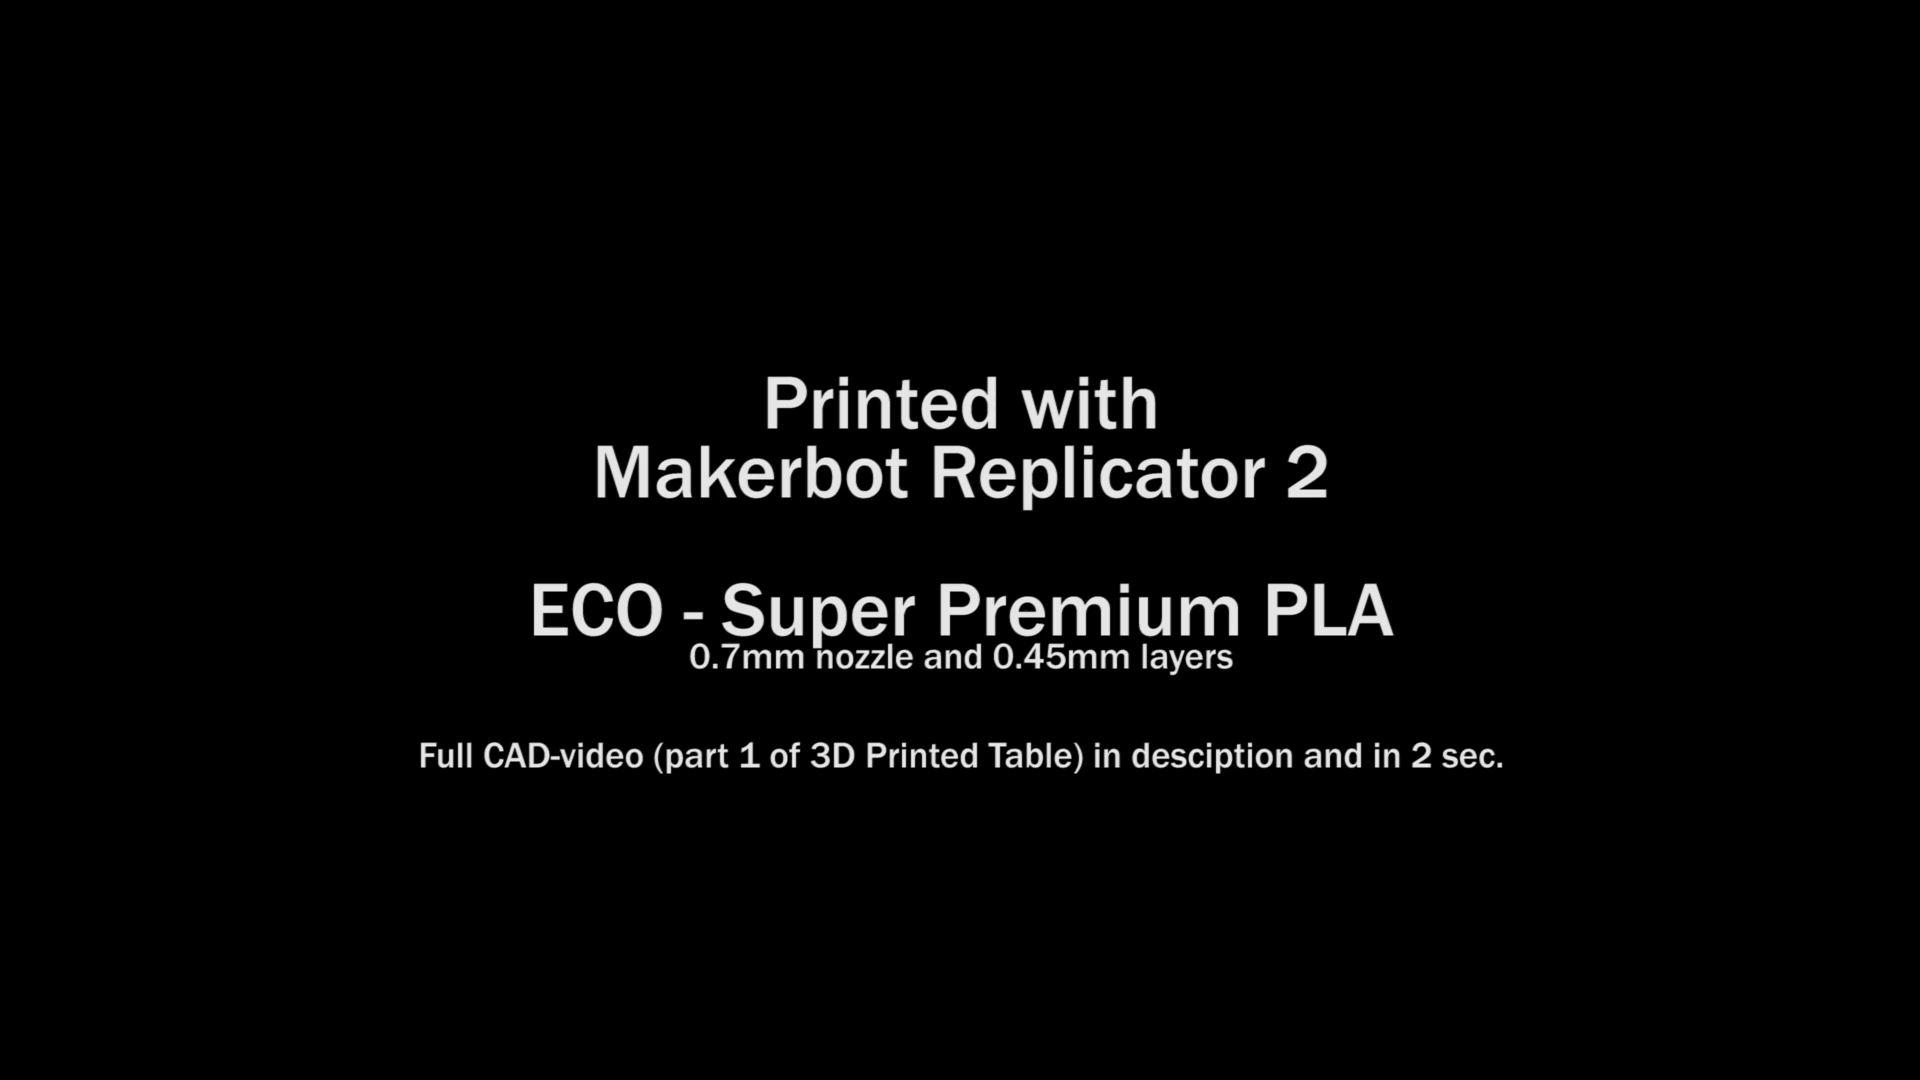 Printed with
Makerbot Replicator 2
ECO - Super Premium PLA
0.7mm nozzle and 0.45mm layers
Full CAD-video (part 1 of 3D Printed Table) in desciption and in 2 sec.